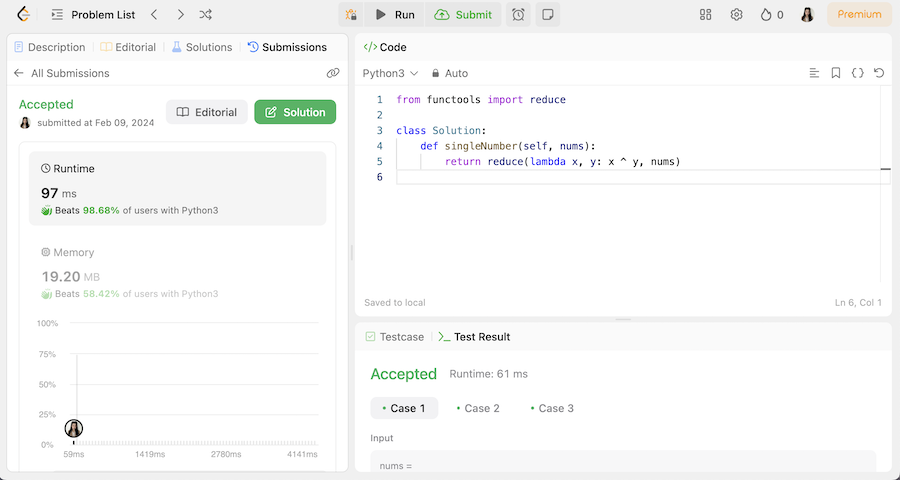 Problem List
Run
Submit
0
Premium
Description
Editorial
Solutions
Submissions
All Submissions
Accepted
submitted at Feb 09, 2024
Editorial
Solution
Runtime
97 ms
Beats 98.68% of users with Python3
Memory
19.20 MB
Beats 58.42% of users with Python3
100%
75%
50%
25%
0%
59ms 1419ms 2780ms 4141ms
</> Code
Python3
Auto
1 from functools import reduce
2
3 class Solution:
4 def singleNumber(self, nums):
5 return reduce(lambda x, y: x ^ y, nums)
6
Saved to local
Ln 6, Col 1
Testcase
>_ Test Result
Accepted
Runtime: 61 ms
• Case 1
• Case 2
• Case 3
Input
nums =